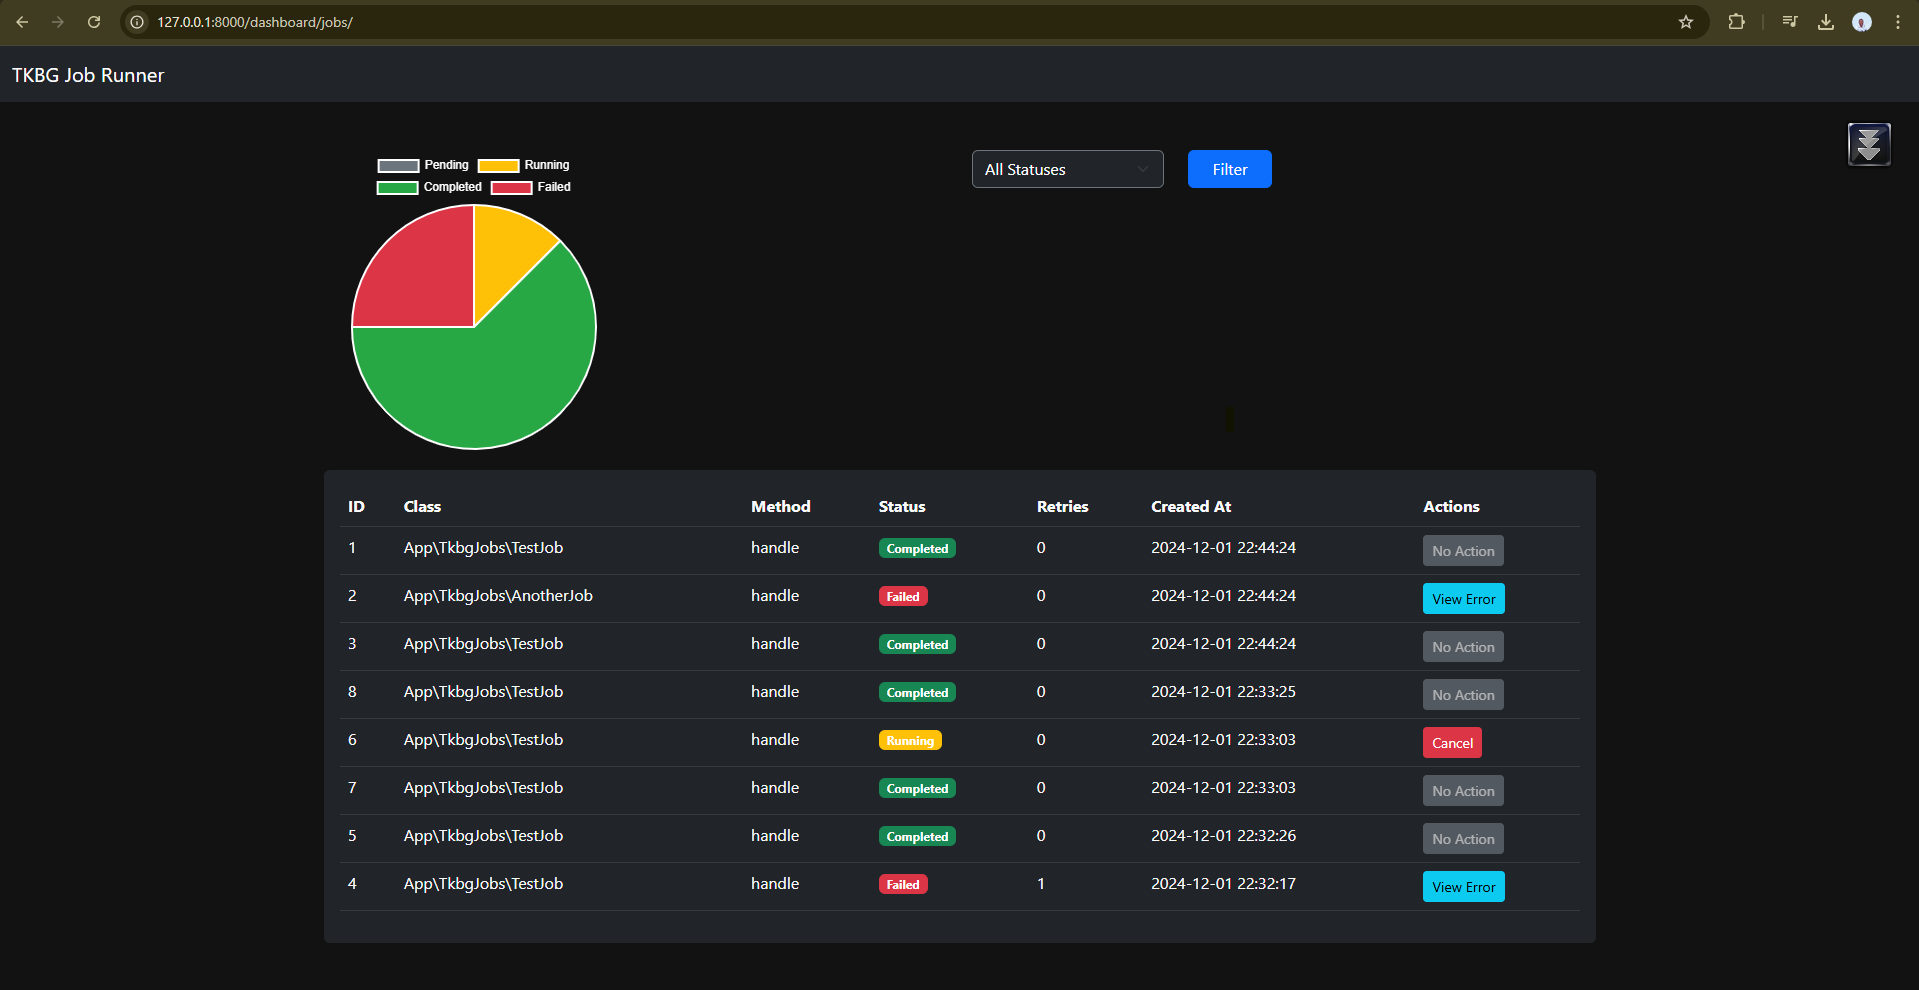 127.0.0.1:8000/dashboard/jobs/
TKBG Job Runner
Pending Running
Completed Failed
All Statuses Filter
ID Class Method Status Retries Created At Actions
1 App\TkbgJobs\TestJob handle Completed 0 2024-12-01 22:44:24 No Action
2 App\TkbgJobs\AnotherJob handle Failed 0 2024-12-01 22:44:24 View Error
3 App\TkbgJobs\TestJob handle Completed 0 2024-12-01 22:44:24 No Action
8 App\TkbgJobs\TestJob handle Completed 0 2024-12-01 22:33:25 No Action
6 App\TkbgJobs\TestJob handle Running 0 2024-12-01 22:33:03 Cancel
7 App\TkbgJobs\TestJob handle Completed 0 2024-12-01 22:33:03 No Action
5 App\TkbgJobs\TestJob handle Completed 0 2024-12-01 22:32:26 No Action
4 App\TkbgJobs\TestJob handle Failed 1 2024-12-01 22:32:17 View Error